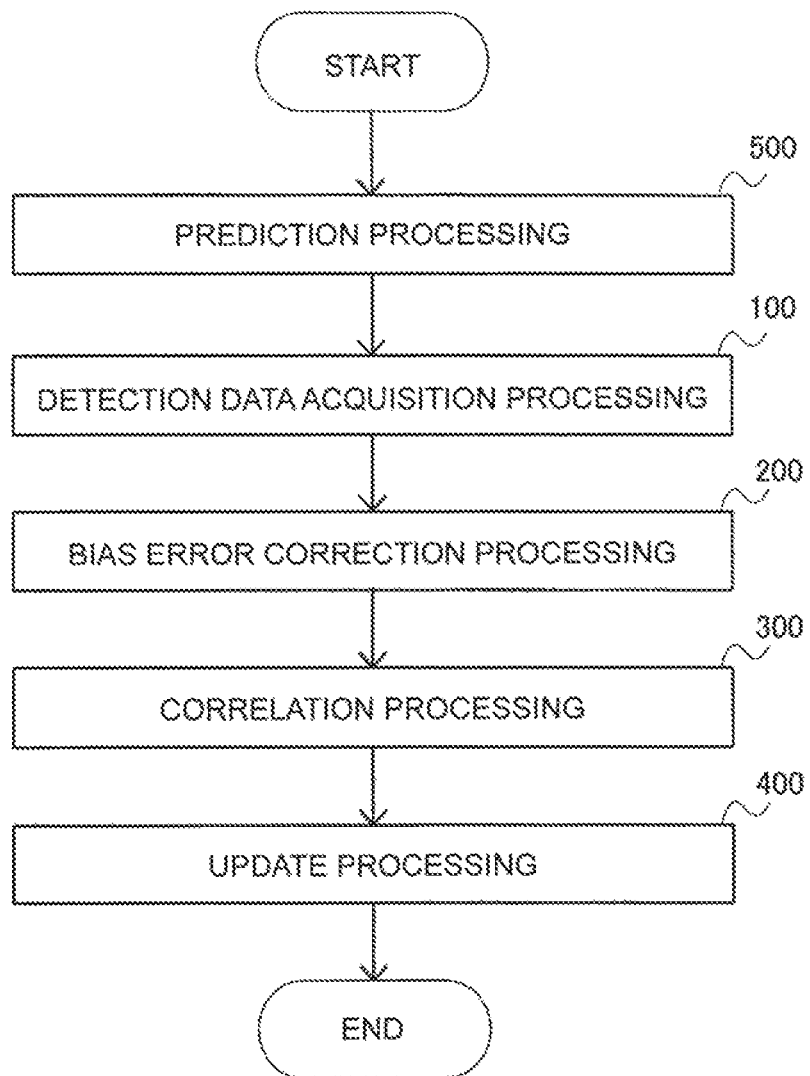 START
500
PREDICTION PROCESSING
100
DETECTION DATA ACQUISITION PROCESSING
200
BIAS ERROR CORRECTION PROCESSING
300
CORRELATION PROCESSING
400
UPDATE PROCESSING
END